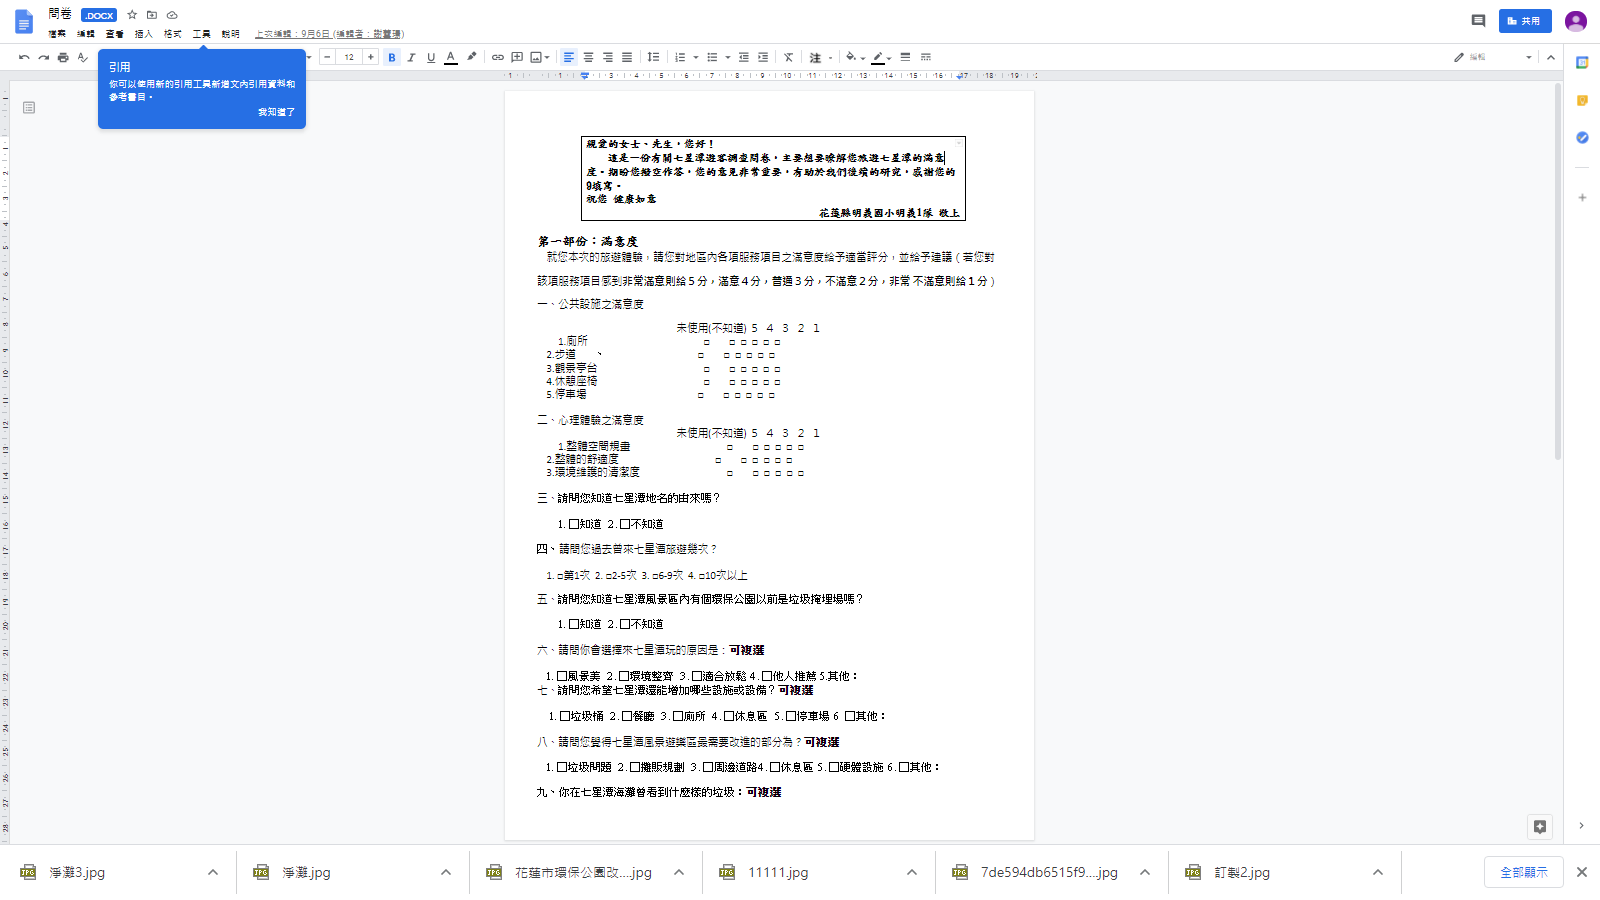 問卷 .DOCX
檔案 編輯 查看 插入 格式 工具 說明
共用
12
引用
你可以使用新的引用工具新增文內引用資料和
參考書目。
我知道了
編輯
親愛的女士、先生，您好！
這是一份有關七星潭遊客調查問卷，主要想要瞭解您旅遊七星潭的滿意
度。期盼您撥空作答，您的意見非常重要，有助於我們後續的研究，感謝您的
9填寫。
祝您 健康如意
花蓮縣明義國小明義1隊 敬上
第一部份：滿意度
就您本次的旅遊體驗，請您對地區內各項服務項目之滿意度給予適當評分，並給予建議（若您對
該項服務項目感到非常滿意則給５分，滿意４分，普通３分，不滿意２分，非常 不滿意則給１分）
一、公共設施之滿意度
未使用(不知道) 5 4 3 2 1
1.廁所 □ □ □ □ □ □
2.步道 、 □ □ □ □ □ □
3.觀景亭台 □ □ □ □ □ □
4.休憩座椅 □ □ □ □ □ □
5.停車場 □ □ □ □ □ □
二、心理體驗之滿意度
未使用(不知道) 5 4 3 2 1
1.整體空間規畫 □ □ □ □ □ □
2.整體的舒適度 □ □ □ □ □ □
3.環境維護的清潔度 □ □ □ □ □ □
三、請問您知道七星潭地名的由來嗎？
1. □知道 2. □不知道
四、請問您過去曾來七星潭旅遊幾次？
1. □第1次 2. □2-5次 3. □6-9次 4. □10次以上
五、請問您知道七星潭風景區內有個環保公園以前是垃圾掩埋場嗎？
1. □知道 2. □不知道
六、請問你會選擇來七星潭玩的原因是：可複選
1. □風景美 2. □環境整齊 3. □適合放鬆 4. □他人推薦 5.其他：
七、請問您希望七星潭還能增加哪些設施或設備？可複選
1. □垃圾桶 2. □餐廳 3. □廁所 4. □休息區 5. □停車場 6 □其他：
八、請問您覺得七星潭風景遊樂區最需要改進的部分為？可複選
1. □垃圾問題 2. □攤販規劃 3. □周邊道路4. □休息區 5. □硬體設施 6. □其他：
九、你在七星潭海灘曾看到什麼樣的垃圾：可複選
淨灘3.jpg
淨灘.jpg
花蓮市環保公園改....jpg
11111.jpg
7de594db6515f9....jpg
訂製2.jpg
全部顯示